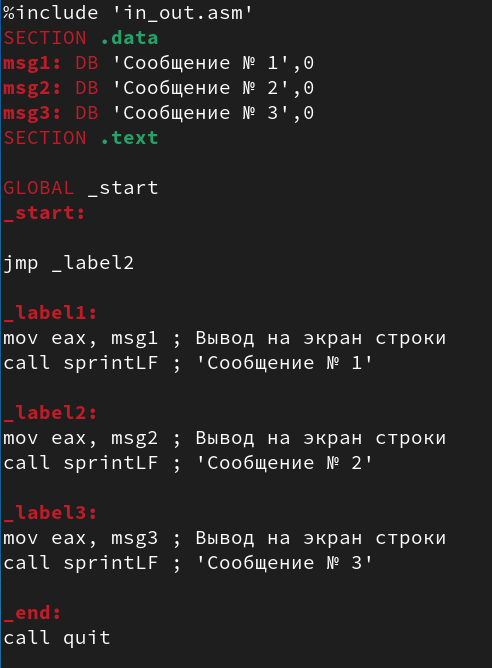 %include 'in_out.asm'
SECTION .data
msg1: DB 'Сообщение № 1',0
msg2: DB 'Сообщение № 2',0
msg3: DB 'Сообщение № 3',0
SECTION .text
GLOBAL _start
_start:
jmp _label2
_label1:
mov eax, msg1 ; Вывод на экран строки
call sprintLF ; 'Сообщение № 1'
_label2:
mov eax, msg2 ; Вывод на экран строки
call sprintLF ; 'Сообщение № 2'
_label3:
mov eax, msg3 ; Вывод на экран строки
call sprintLF ; 'Сообщение № 3'
_end:
call quit